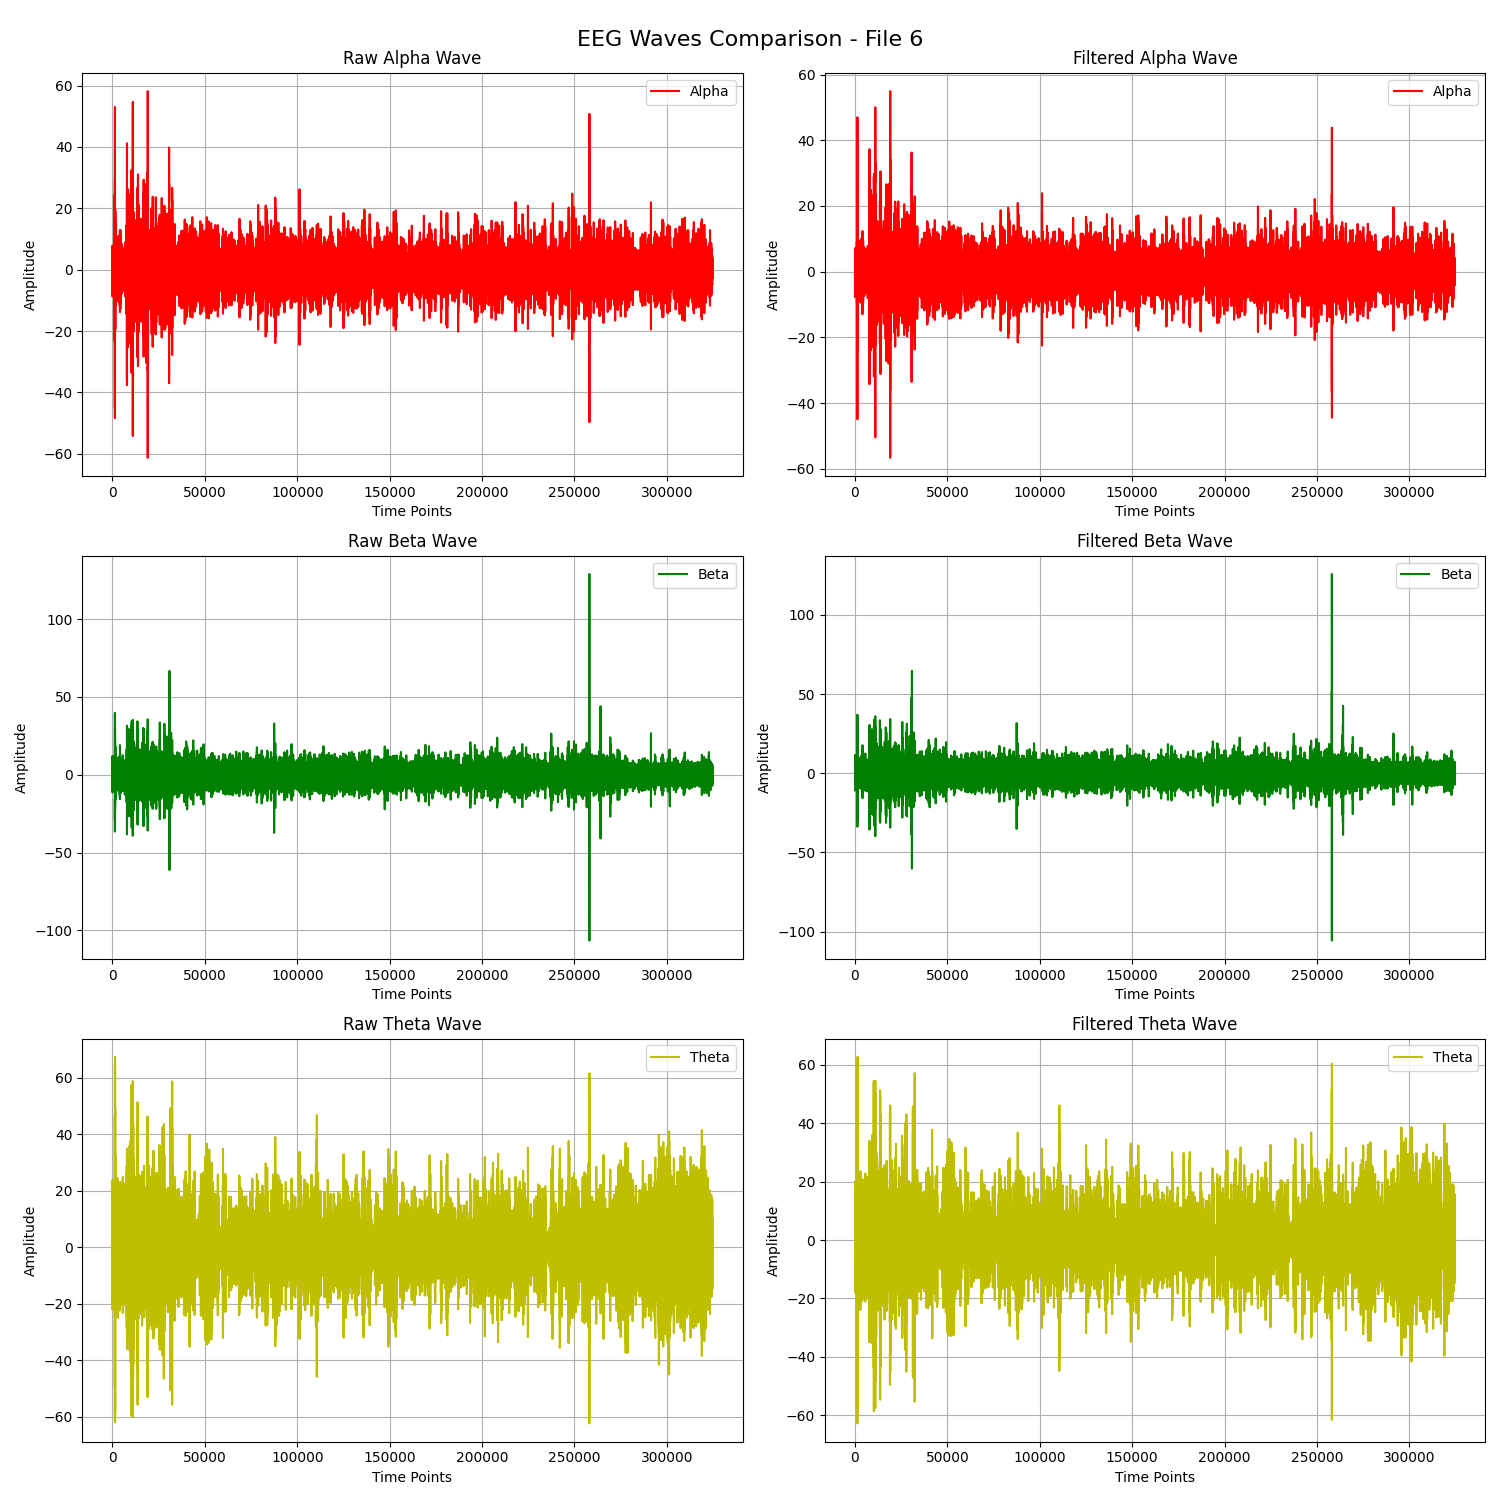 EEG Waves Comparison - File 6
Raw Alpha Wave
Alpha
60
40
20
0
−20
−40
−60
Amplitude
0 50000 100000 150000 200000 250000 300000
Time Points
Filtered Alpha Wave
Alpha
60
40
20
0
−20
−40
−60
Amplitude
0 50000 100000 150000 200000 250000 300000
Time Points
Raw Beta Wave
Beta
100
50
0
−50
−100
Amplitude
0 50000 100000 150000 200000 250000 300000
Time Points
Filtered Beta Wave
Beta
100
50
0
−50
−100
Amplitude
0 50000 100000 150000 200000 250000 300000
Time Points
Raw Theta Wave
Theta
60
40
20
0
−20
−40
−60
Amplitude
0 50000 100000 150000 200000 250000 300000
Time Points
Filtered Theta Wave
Theta
60
40
20
0
−20
−40
−60
Amplitude
0 50000 100000 150000 200000 250000 300000
Time Points